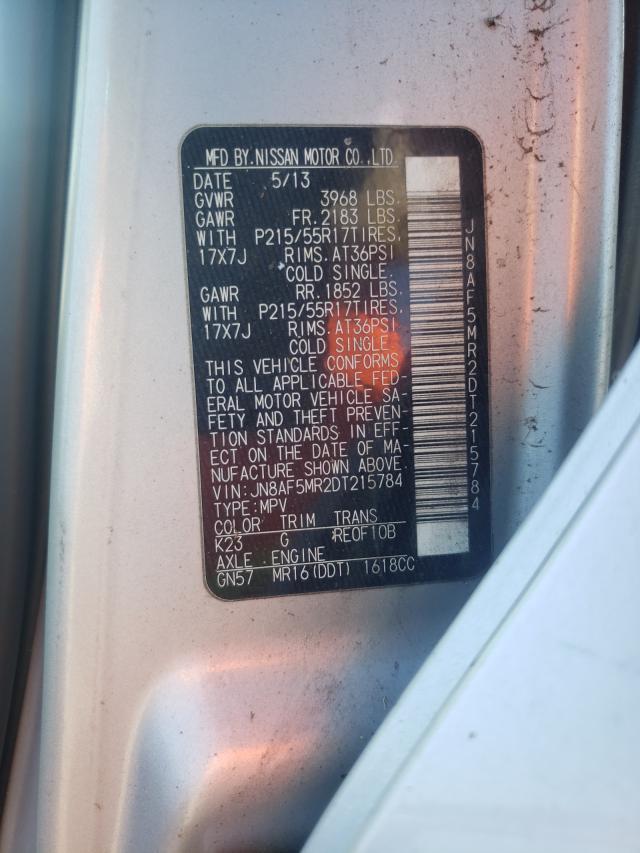 MFD BY.NISSAN MOTOR CO.,LTD.
DATE 5/13
GVWR 3968 LBS.
GAWR FR. 2183 LBS.
WITH P215/55R17TIRES,
17X7J RIMS.AT36PSI
COLD SINGLE.
GAWR RR. 1852 LBS.
WITH P215/55R17TIRES,
17X7J RIMS.AT36PSI
COLD SINGLE.
THIS VEHICLE CONFORMS
TO ALL APPLICABLE FED-
ERAL MOTOR VEHICLE SA-
FETY AND THEFT PREVEN-
TION STANDARDS IN EFF-
ECT ON THE DATE OF MA-
NUFACTURE SHOWN ABOVE.
VIN:JN8AF5MR2DT215784
TYPE:MPV
COLOR TRIM TRANS
K23 G REOF10B
AXLE ENGINE
GN57 MR16(DDT) 1618CC
JN8AF5MR2DT215784